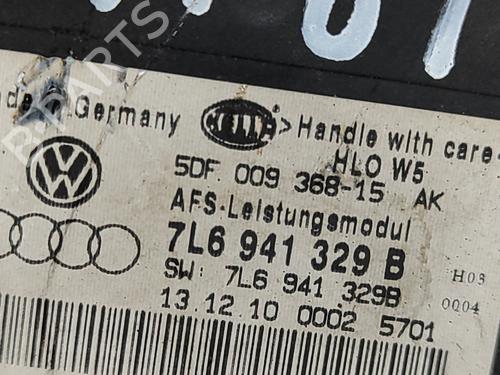 Germany HELLA® > Handle with care
HLO W5
5DF 009 368-15 AK
AFS-Leistungsmodul
7L6 941 329 B
SW: 7L6 941 329B H03
13.12.10 0002 5701 0004
B-PARTS